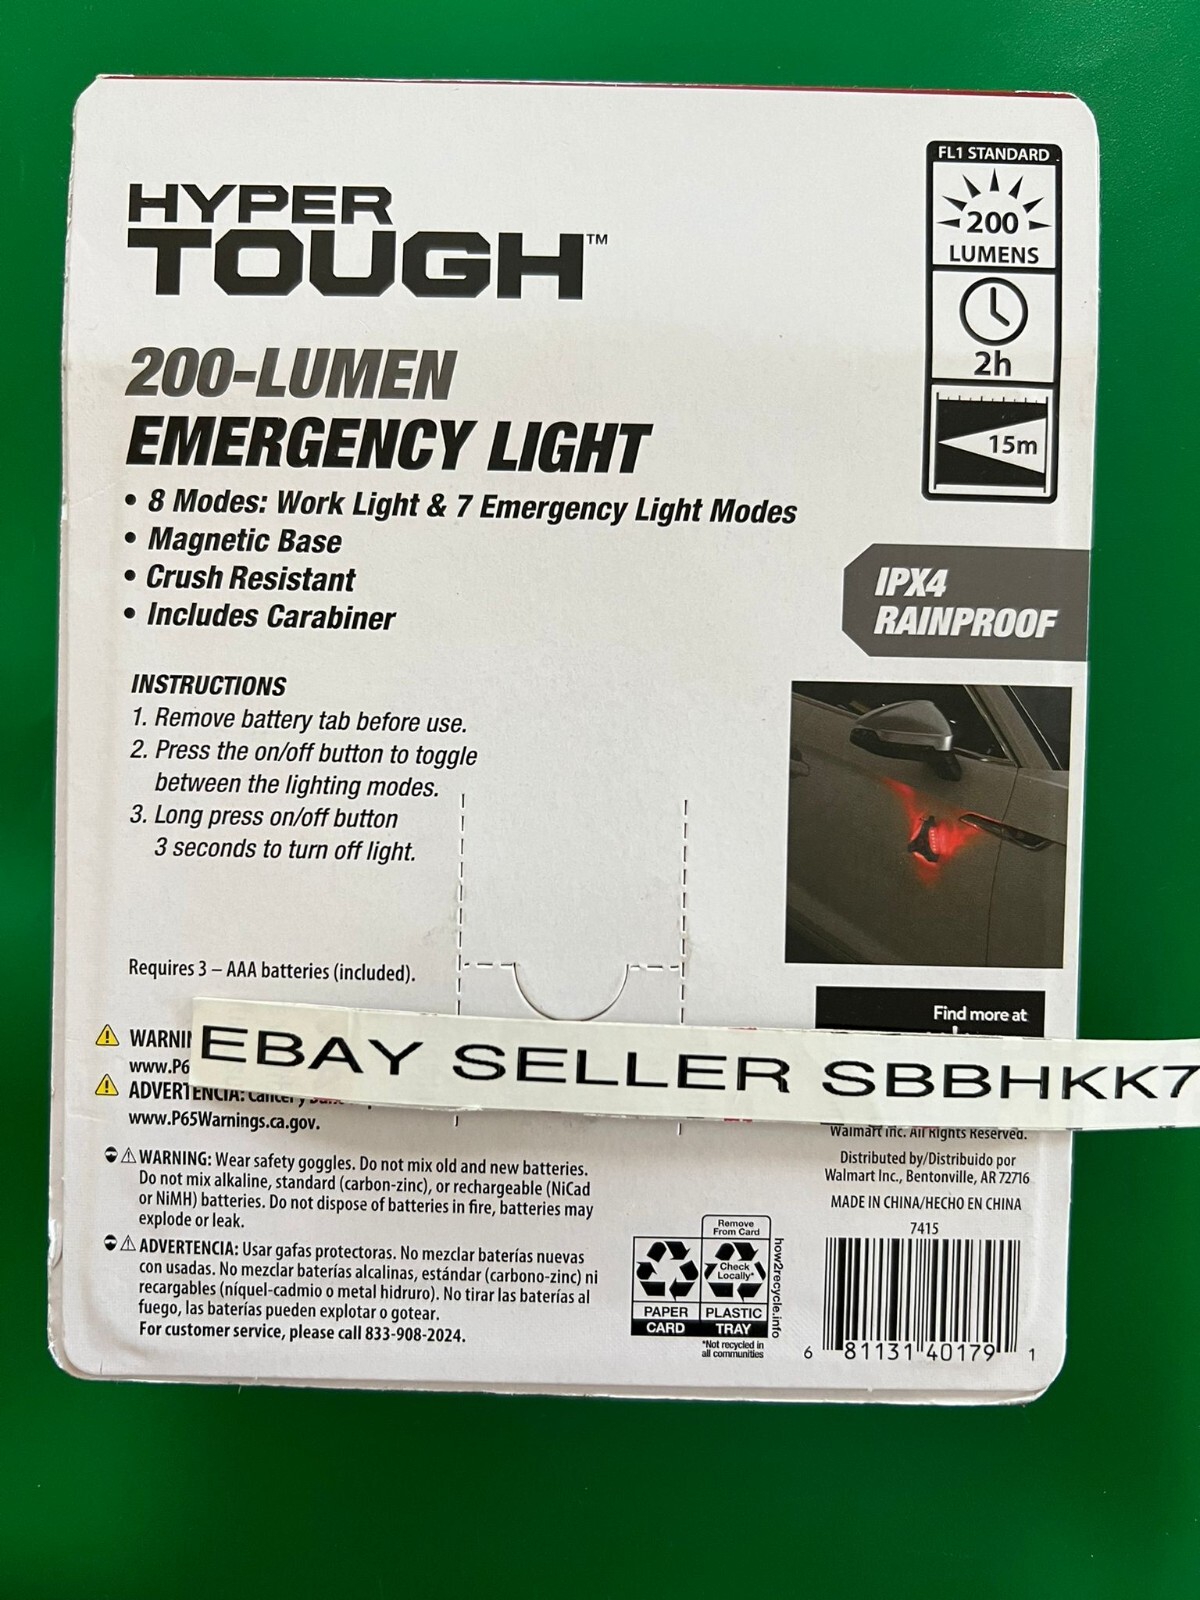 HYPER
TOUGH™
200-LUMEN
EMERGENCY LIGHT
• 8 Modes: Work Light & 7 Emergency Light Modes
• Magnetic Base
• Crush Resistant
• Includes Carabiner
FL1 STANDARD
200
LUMENS
2h
15m
IPX4
RAINPROOF
INSTRUCTIONS
1. Remove battery tab before use.
2. Press the on/off button to toggle
between the lighting modes.
3. Long press on/off button
3 seconds to turn off light.
Requires 3 – AAA batteries (included).
Find more at
EBAY SELLER SBBHKK7
www.P6
ADVERTENCIA: Cáncer y
www.P65Warnings.ca.gov.
WARNING: Wear safety goggles. Do not mix old and new batteries.
Do not mix alkaline, standard (carbon-zinc), or rechargeable (NiCad
or NiMH) batteries. Do not dispose of batteries in fire, batteries may
explode or leak.
ADVERTENCIA: Usar gafas protectoras. No mezclar baterías nuevas
con usadas. No mezclar baterías alcalinas, estándar (carbono-zinc) ni
recargables (níquel-cadmio o metal hidruro). No tirar las baterías al
fuego, las baterías pueden explotar o gotear.
For customer service, please call 833-908-2024.
Remove
From Card
Check
Locally*
PAPER
CARD
PLASTIC
TRAY
*Not recycled in
all communities
how2recycle.info
Walmart Inc. All Rights Reserved.
Distributed by/Distribuido por
Walmart Inc., Bentonville, AR 72716
MADE IN CHINA/HECHO EN CHINA
7415
6 81131 40179 1